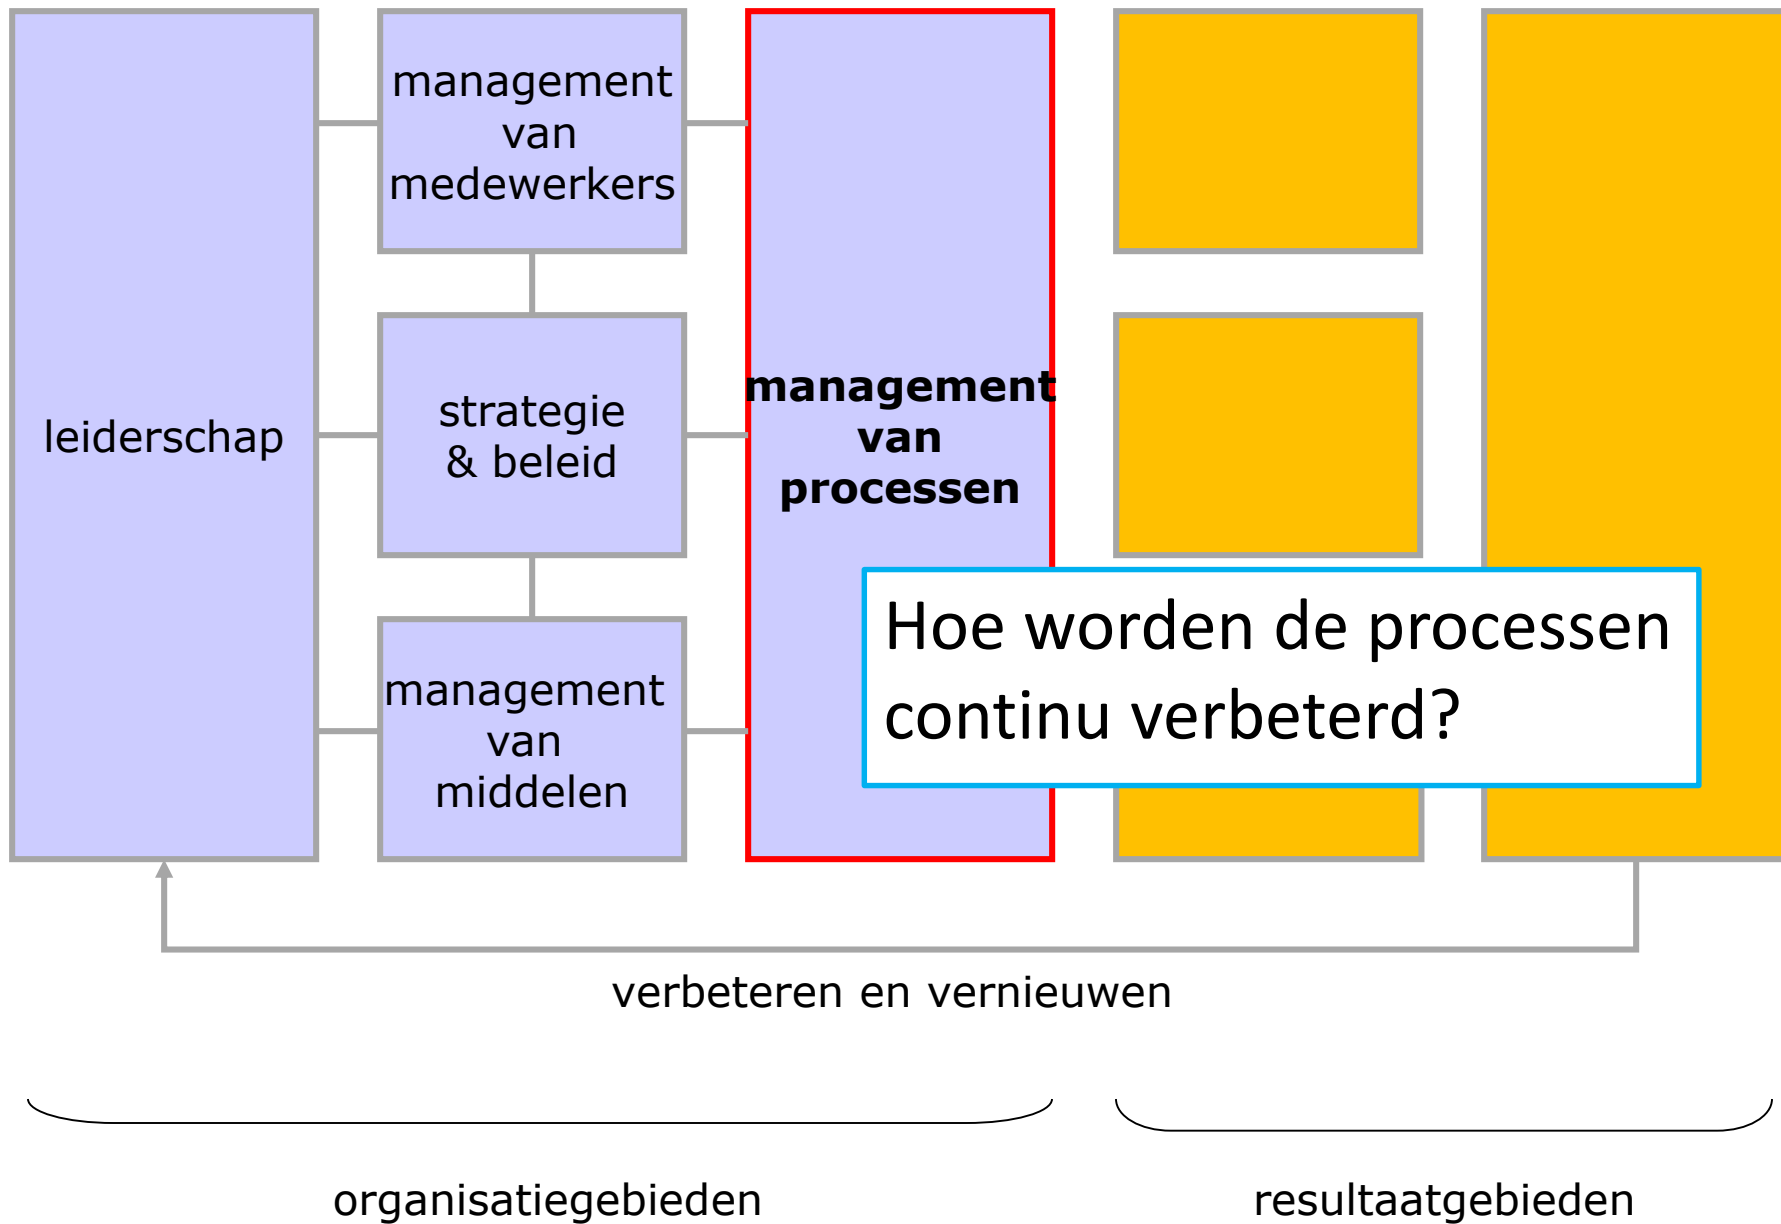 management
van
medewerkers
leiderschap
strategie
& beleid
management
van
middelen
management
van
processen
Hoe worden de processen
continu verbeterd?
verbeteren en vernieuwen
organisatiegebieden
resultaatgebieden